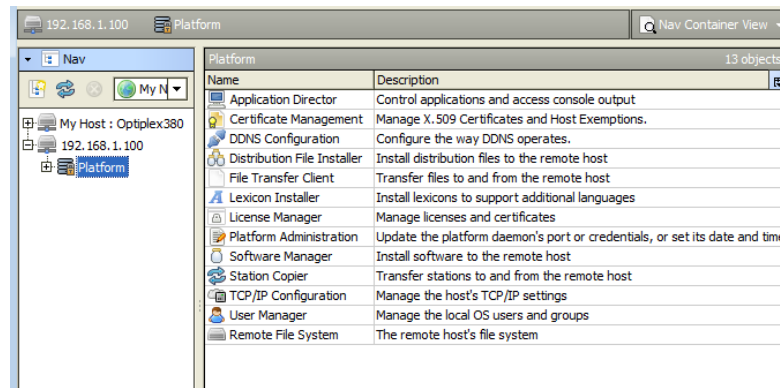 192.168.1.100 Platform Nav Container View
Nav
My N
My Host : Optiplex380
192.168.1.100
Platform
Platform 13 objects
Name Description
Application Director Control applications and access console output
Certificate Management Manage X.509 Certificates and Host Exemptions.
DDNS Configuration Configure the way DDNS operates.
Distribution File Installer Install distribution files to the remote host
File Transfer Client Transfer files to and from the remote host
Lexicon Installer Install lexicons to support additional languages
License Manager Manage licenses and certificates
Platform Administration Update the platform daemon's port or credentials, or set its date and time
Software Manager Install software to the remote host
Station Copier Transfer stations to and from the remote host
TCP/IP Configuration Manage the host's TCP/IP settings
User Manager Manage the local OS users and groups
Remote File System The remote host's file system